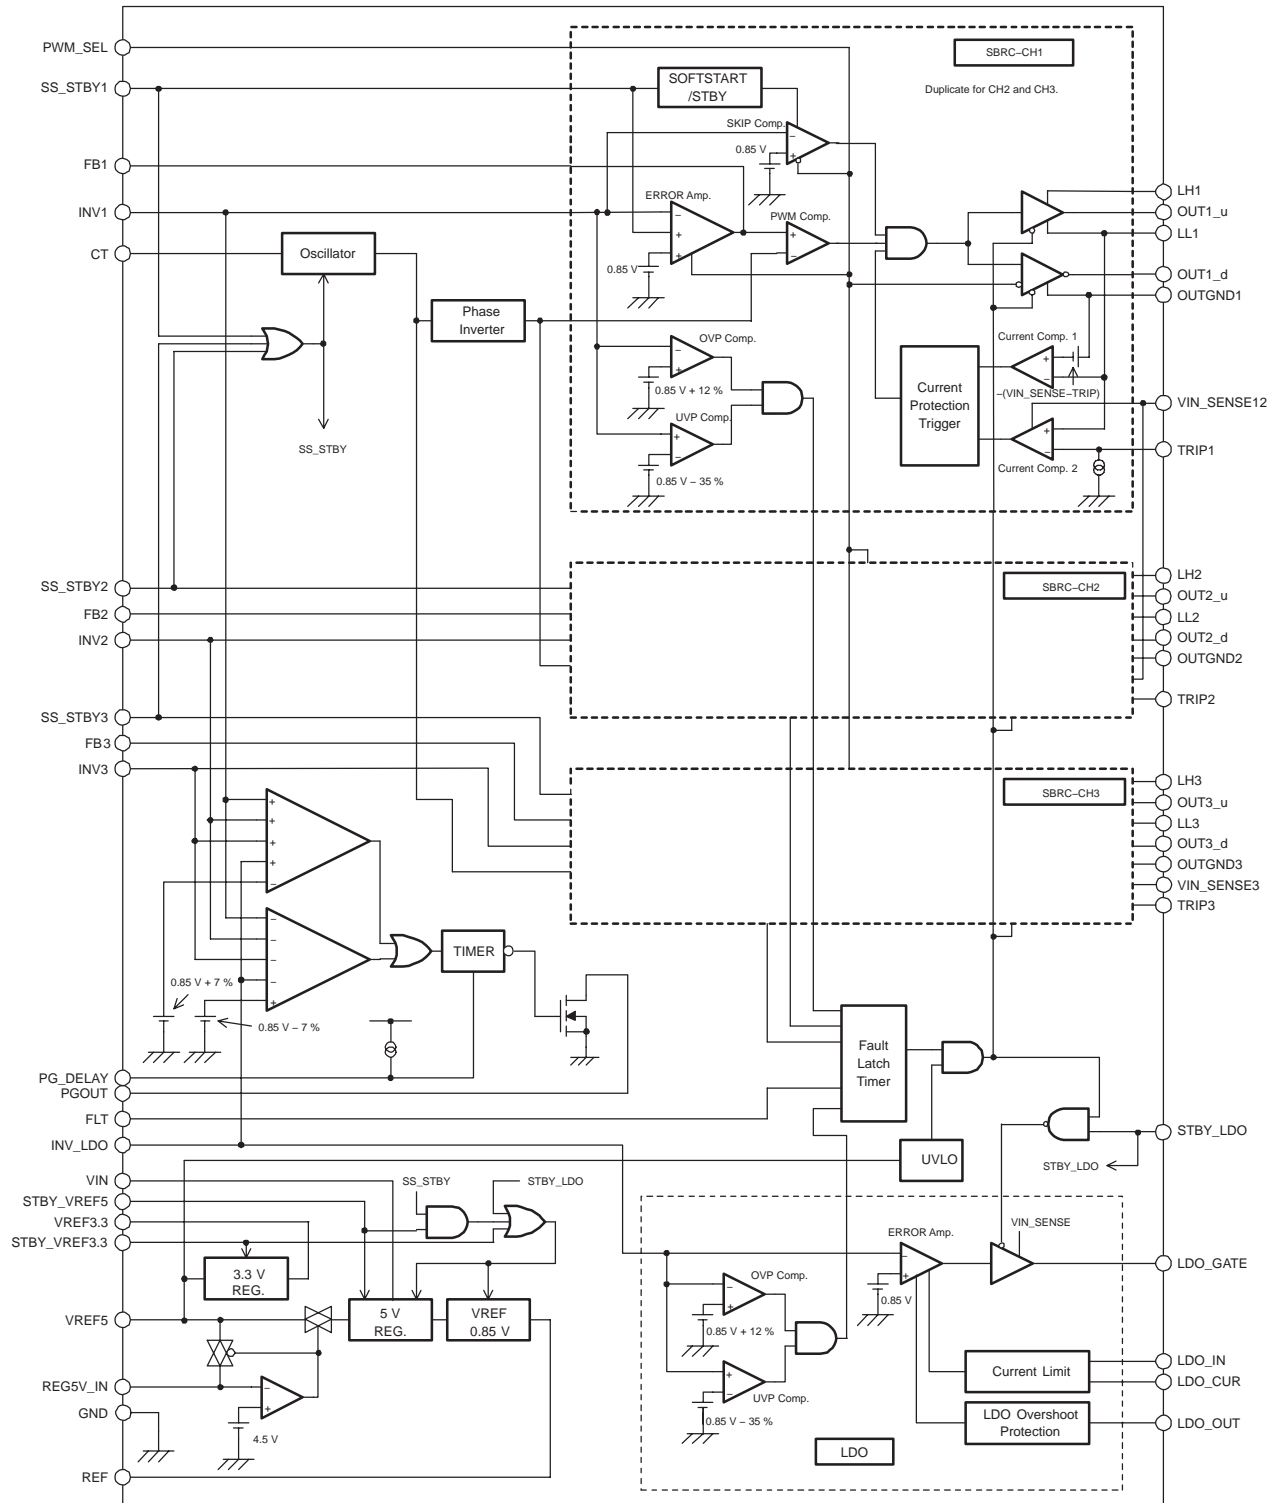 PWM_SEL
SS_STBY1
FB1
INV1
CT
SS_STBY2
FB2
INV2
SS_STBY3
FB3
INV3
PG_DELAY
PGOUT
FLT
INV_LDO
VIN
STBY_VREF5
VREF3.3
STBY_VREF3.3
VREF5
REG5V_IN
GND
REF
SBRC–CH1
Duplicate for CH2 and CH3.
SOFTSTART
/STBY
SKIP Comp.
0.85 V
ERROR Amp.
PWM Comp.
0.85 V
Oscillator
Phase
Inverter
SS_STBY
OVP Comp.
0.85 V + 12 %
UVP Comp.
0.85 V – 35 %
Current
Protection
Trigger
Current Comp. 1
–(VIN_SENSE–TRIP)
Current Comp. 2
SBRC–CH2
SBRC–CH3
0.85 V + 7 %
0.85 V – 7 %
TIMER
Fault
Latch
Timer
UVLO
STBY_LDO
SS_STBY
STBY_LDO
3.3 V
REG.
5 V
REG.
VREF
0.85 V
4.5 V
ERROR Amp.
VIN_SENSE
0.85 V
OVP Comp.
0.85 V + 12 %
UVP Comp.
0.85 V – 35 %
Current Limit
LDO Overshoot
Protection
LDO
LH1
OUT1_u
LL1
OUT1_d
OUTGND1
VIN_SENSE12
TRIP1
LH2
OUT2_u
LL2
OUT2_d
OUTGND2
TRIP2
LH3
OUT3_u
LL3
OUT3_d
OUTGND3
VIN_SENSE3
TRIP3
STBY_LDO
LDO_GATE
LDO_IN
LDO_CUR
LDO_OUT